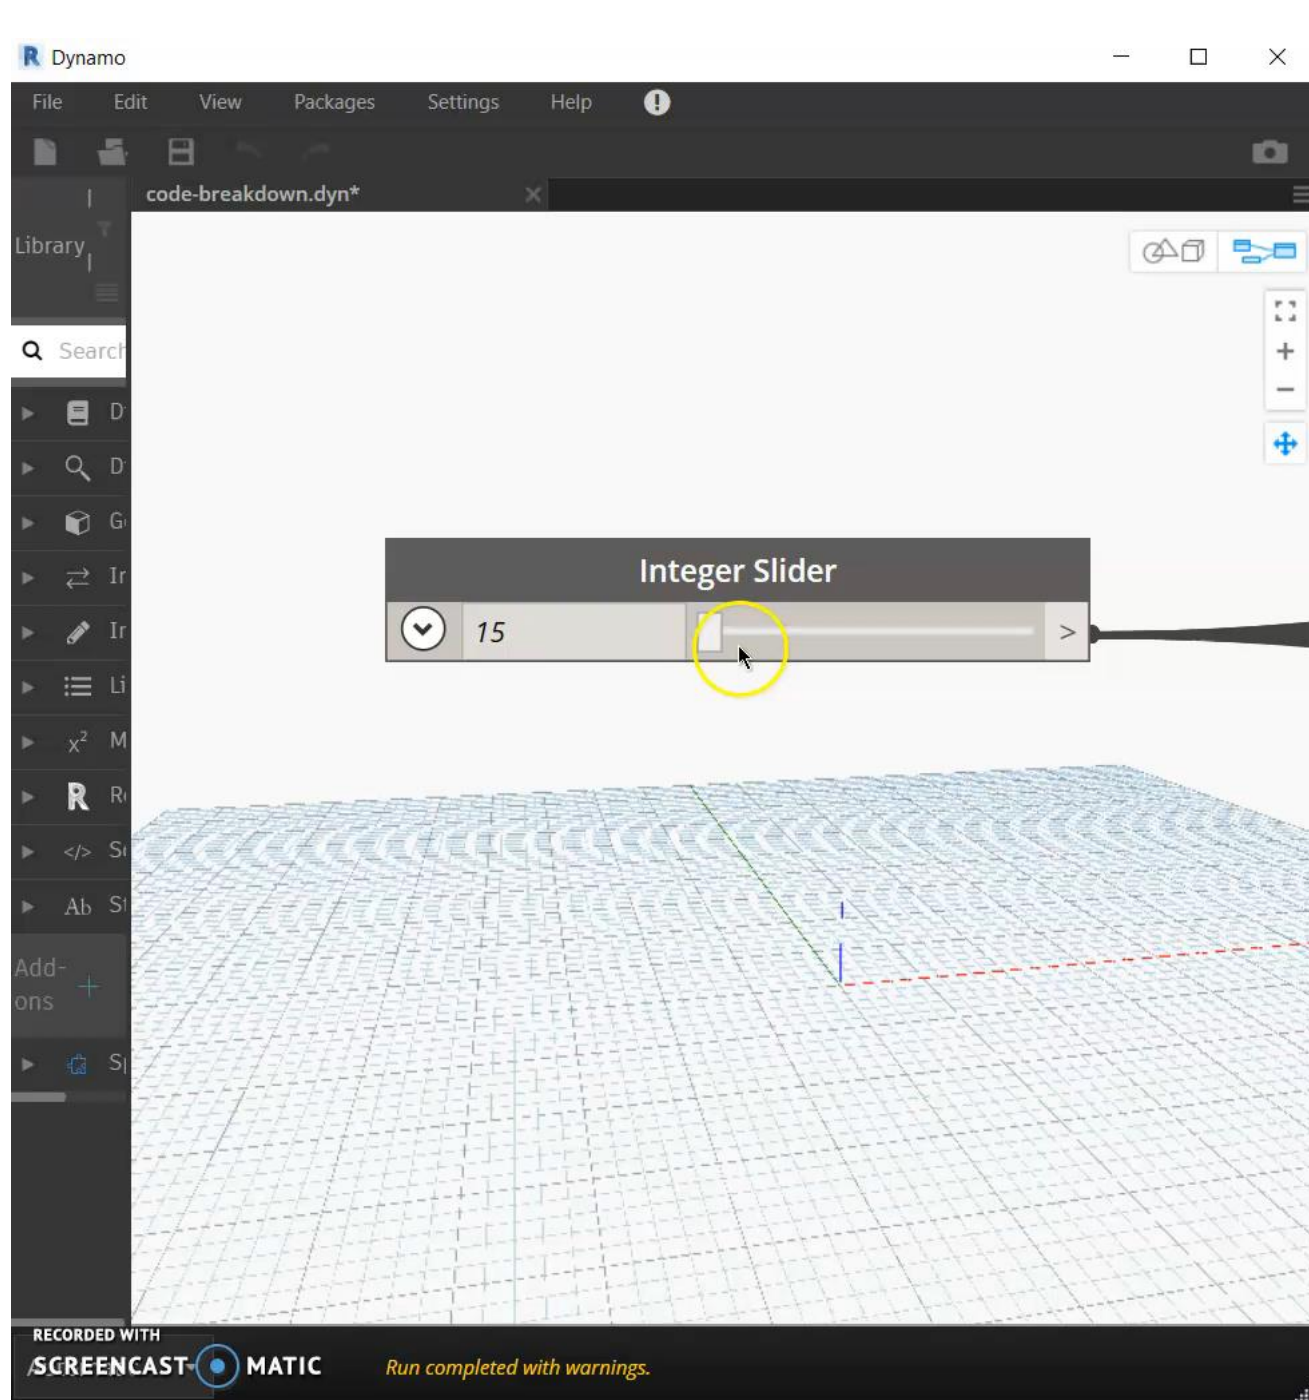 Dynamo
File Edit View Packages Settings Help
code-breakdown.dyn*
Library
Search
Integer Slider
15 >
Add-
ons
RECORDED WITH
SCREENCAST MATIC
Run completed with warnings.